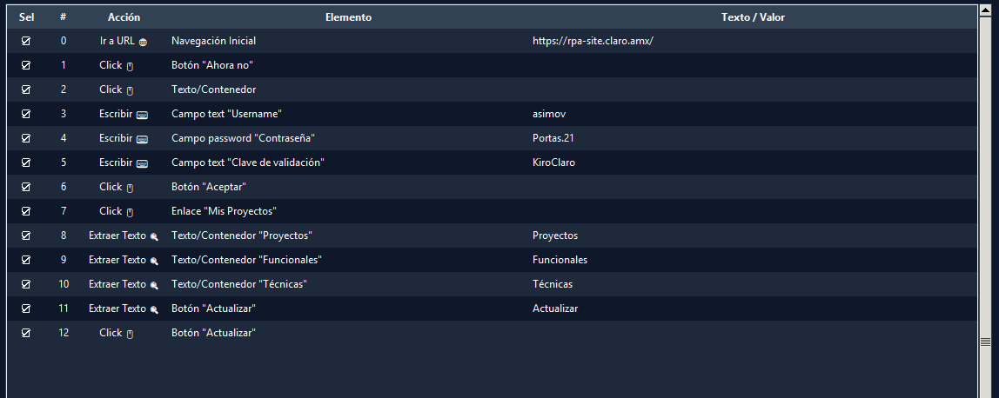 Sel # Acción Elemento Texto / Valor
0 Ir a URL Navegación Inicial https://rpa-site.claro.amx/
1 Click Botón "Ahora no"
2 Click Texto/Contenedor
3 Escribir Campo text "Username" asimov
4 Escribir Campo password "Contraseña" Portas.21
5 Escribir Campo text "Clave de validación" KiroClaro
6 Click Botón "Aceptar"
7 Click Enlace "Mis Proyectos"
8 Extraer Texto Texto/Contenedor "Proyectos" Proyectos
9 Extraer Texto Texto/Contenedor "Funcionales" Funcionales
10 Extraer Texto Texto/Contenedor "Técnicas" Técnicas
11 Extraer Texto Botón "Actualizar" Actualizar
12 Click Botón "Actualizar"